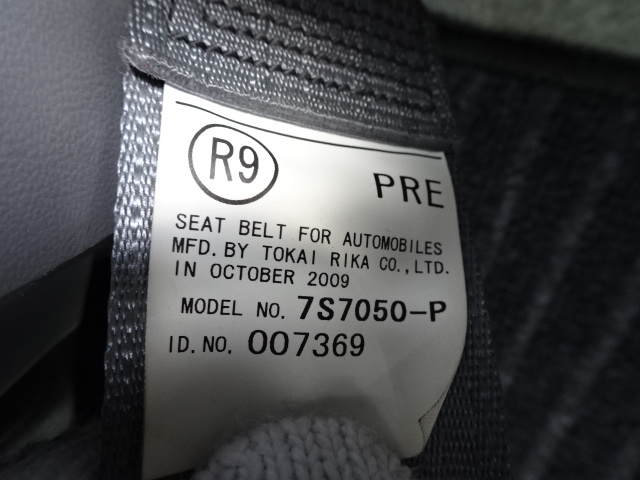 R9
PRE
SEAT BELT FOR AUTOMOBILES
MFD. BY TOKAI RIKA CO., LTD.
IN OCTOBER 2009
MODEL NO. 7S7050-P
ID. NO. 007369